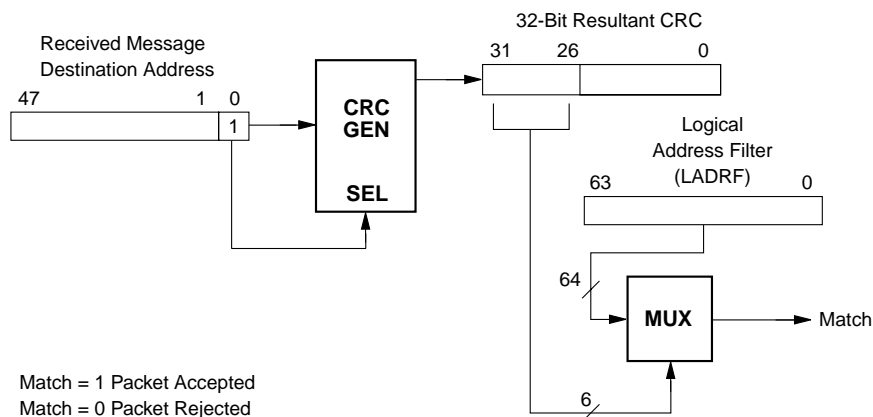 32-Bit Resultant CRC
Received Message
Destination Address
31 26 0
47 1 0
1
CRC
GEN
SEL
Logical
Address Filter
(LADRF)
63 0
64
MUX
Match
6
Match = 1 Packet Accepted
Match = 0 Packet Rejected